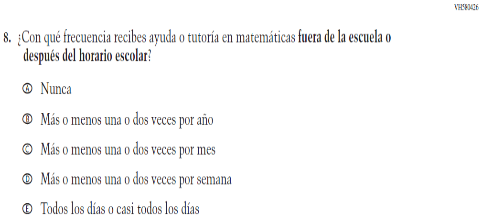 VH580426
8. ¿Con qué frecuencia recibes ayuda o tutoría en matemáticas fuera de la escuela o
después del horario escolar?
A Nunca
B Más o menos una o dos veces por año
C Más o menos una o dos veces por mes
D Más o menos una o dos veces por semana
E Todos los días o casi todos los días